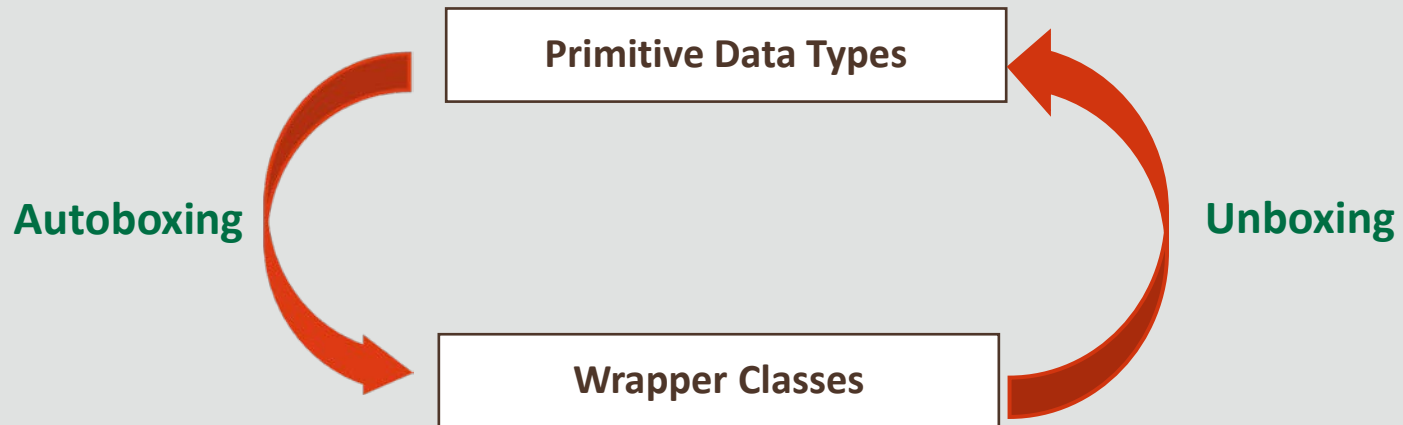 Primitive Data Types
Autoboxing
Unboxing
Wrapper Classes